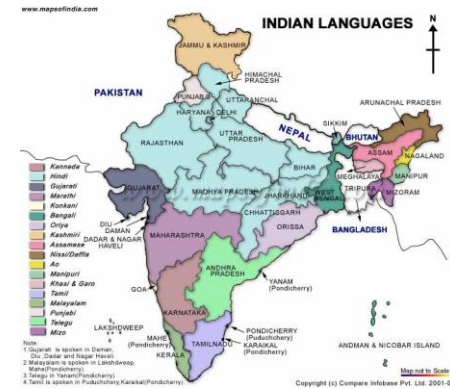 www.mapsofindia.com
INDIAN LANGUAGES
N
JAMMU & KASHMIR
HIMACHAL
PRADESH
PUNJAB
UTTARANCHAL
HARYANA
DELHI
PAKISTAN
ARUNACHAL PRADESH
SIKKIM
NEPAL
BHUTAN
RAJASTHAN
UTTAR
PRADESH
ASSAM
NAGALAND
BIHAR
MEGHALAYA
MANIPUR
TRIPURA
MIZORAM
GUJARAT
MADHYA PRADESH
JHARKHAND
WEST
BENGAL
CHHATTISGARH
BANGLADESH
ORISSA
DIU
DAMAN
DADAR & NAGAR
HAVELI
MAHARASHTRA
ANDHRA
PRADESH
YANAM
(Pondicherry)
GOA
KARNATAKA
PONDICHERRY
(Puducherry)
KARAIKAL
(Pondicherry)
LAKSHDWEEP
MAHE
(Pondicherry)
KERALA
TAMILNADU
ANDMAN & NICOBAR ISLAND
Kannada
Hindi
Gujarati
Marathi
Konkani
Bengali
Oriya
Kashmiri
Assamese
Nissi/Daffla
Ao
Manipuri
Khasi & Garo
Tamil
Malayalam
Punjabi
Telegu
Mizo
Note:
1.Gujarati is spoken in Daman,
Diu ,Dadar and Nagar Haveli.
2.Malayalam is spoken in Lakshdweep,
Mahe(Pondicherry)
3.Telegu in Yanam(Pondicherry)
4.Tamil is Spoken in Puduchchery,Karaikal(Pondicherry)
Map not to Scale
Copyright (c) Compare Infobase Pvt. Ltd. 2001-